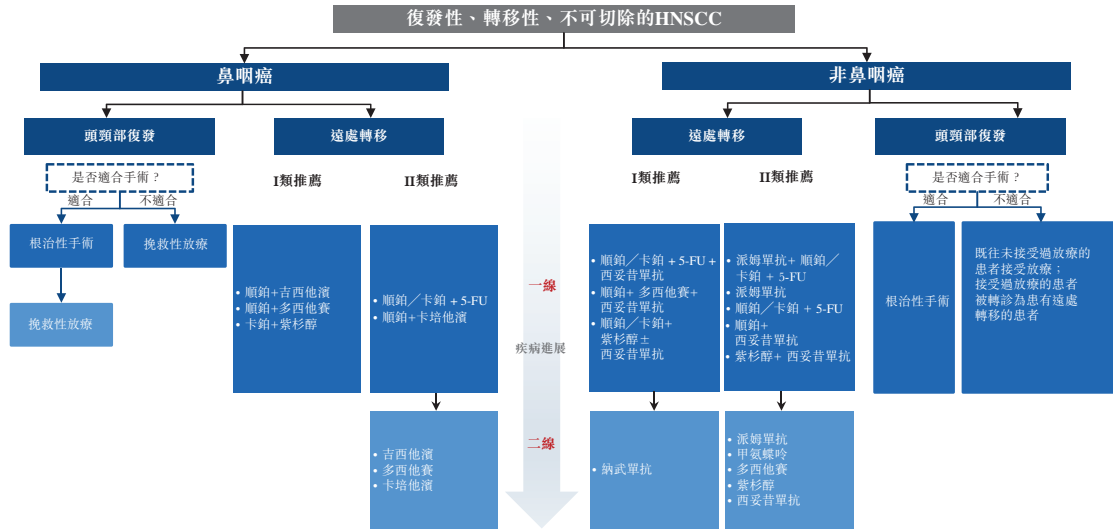 復發性、轉移性、不可切除的HNSCC
鼻咽癌
非鼻咽癌
頭頸部復發
遠處轉移
遠處轉移
頭頸部復發
是否適合手術？
適合
不適合
I類推薦
II類推薦
I類推薦
II類推薦
是否適合手術？
適合
不適合
根治性手術
挽救性放療
挽救性放療
• 順鉑+吉西他濱
• 順鉑+多西他賽
• 卡鉑+紫杉醇
• 順鉑／卡鉑 + 5-FU
• 順鉑+卡培他濱
一線
疾病進展
二線
• 順鉑／卡鉑 + 5-FU +
西妥昔單抗
• 順鉑+ 多西他賽+
西妥昔單抗
• 順鉑／卡鉑+
紫杉醇±
西妥昔單抗
• 派姆單抗+ 順鉑／
卡鉑 + 5-FU
• 派姆單抗
• 順鉑／卡鉑 + 5-FU
• 順鉑+
西妥昔單抗
• 紫杉醇+ 西妥昔單抗
根治性手術
既往未接受過放療的
患者接受放療；
接受過放療的患者
被轉診為患有遠處
轉移的患者
• 吉西他濱
• 多西他賽
• 卡培他濱
• 納武單抗
• 派姆單抗
• 甲氨蝶呤
• 多西他賽
• 紫杉醇
• 西妥昔單抗